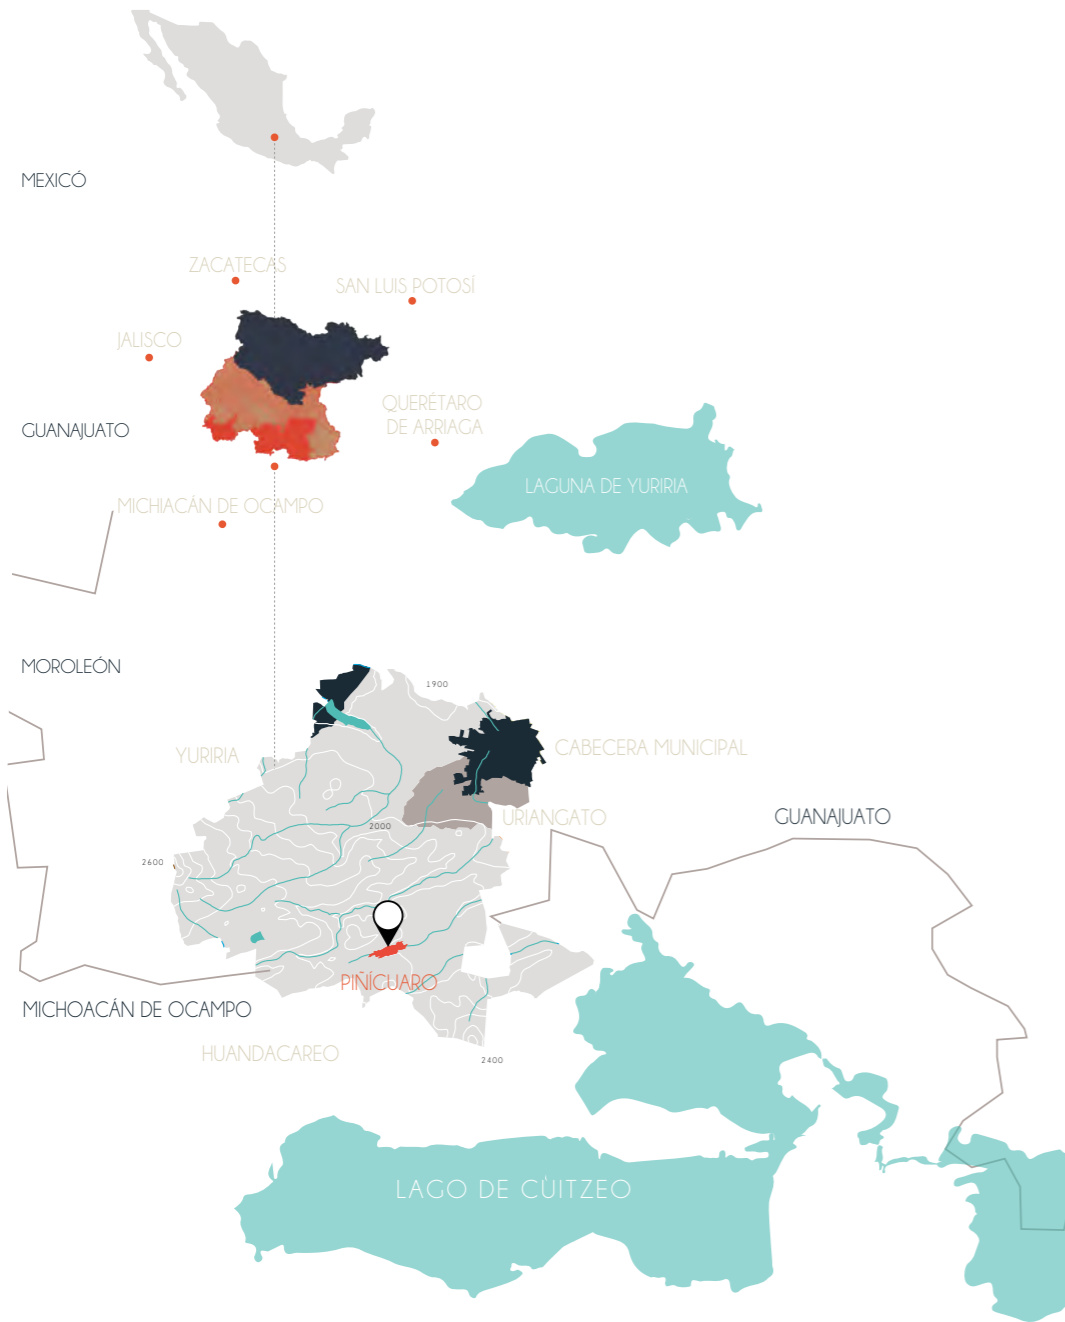 MEXICÓ
ZACATECAS
SAN LUIS POTOSÍ
JALISCO
QUERÉTARO
DE ARRIAGA
GUANAJUATO
LAGUNA DE YURIRIA
MICHIACÁN DE OCAMPO
MOROLEÓN
1900
YURIRIA
CABECERA MUNICIPAL
URIANGATO
GUANAJUATO
2000
2600
PIÑÍCUARO
MICHOACÁN DE OCAMPO
HUANDACAREO
2400
LAGO DE CÚITZEO